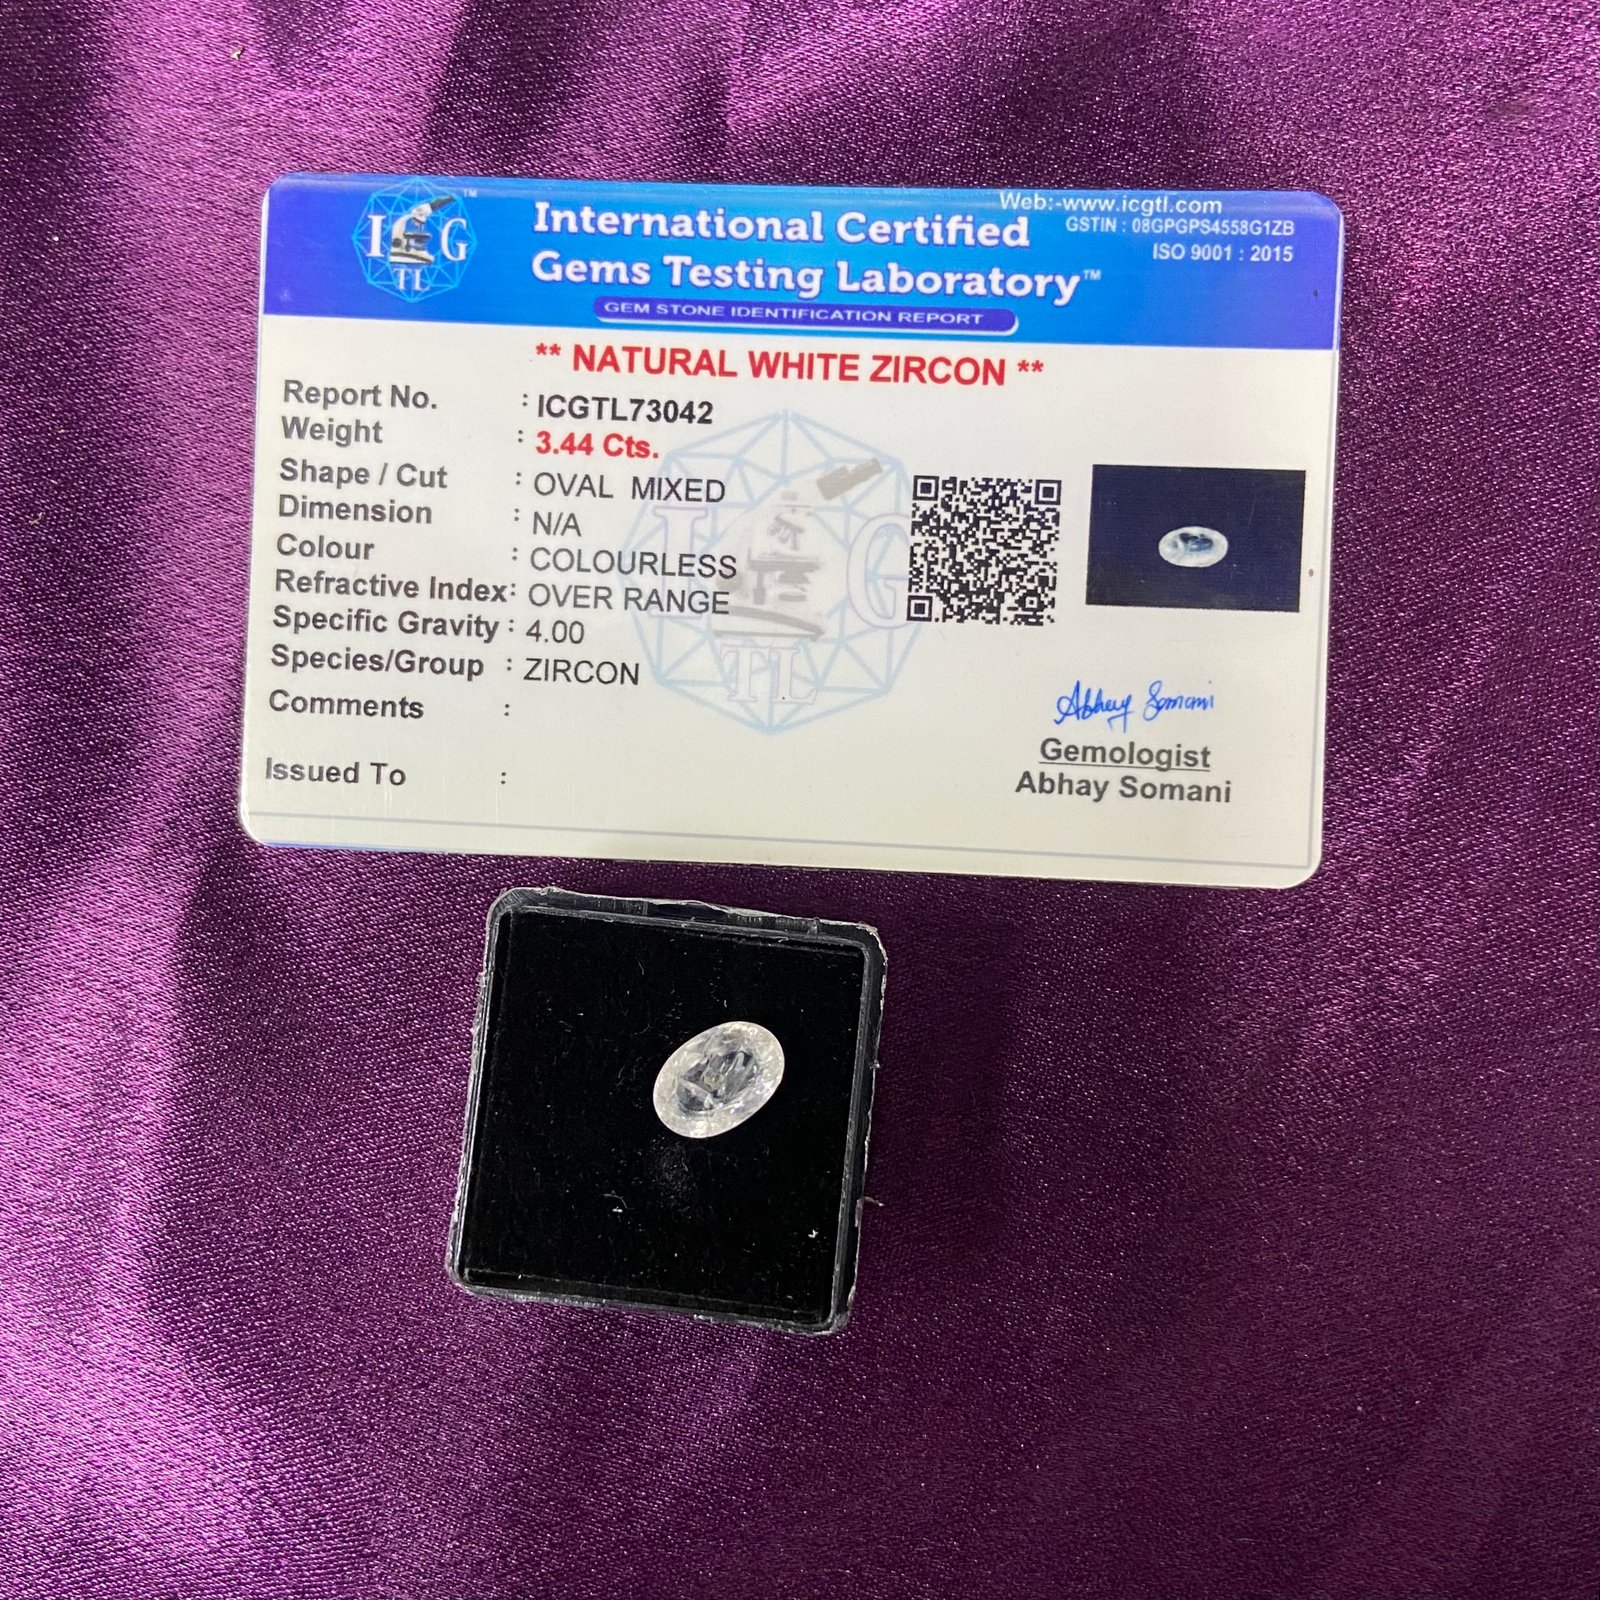 ICG
TL
TM
Web:-www.icgtl.com
GSTIN : 08GPGPS4558G1ZB
ISO 9001 : 2015
International Certified
Gems Testing Laboratory™
GEM STONE IDENTIFICATION REPORT
** NATURAL WHITE ZIRCON **
Report No. : ICGTL73042
Weight : 3.44 Cts.
Shape / Cut : OVAL MIXED
Dimension : N/A
Colour : COLOURLESS
Refractive Index : OVER RANGE
Specific Gravity : 4.00
Species/Group : ZIRCON
Comments :
Issued To :
I G
TL
Abhay Somani
Gemologist
Abhay Somani